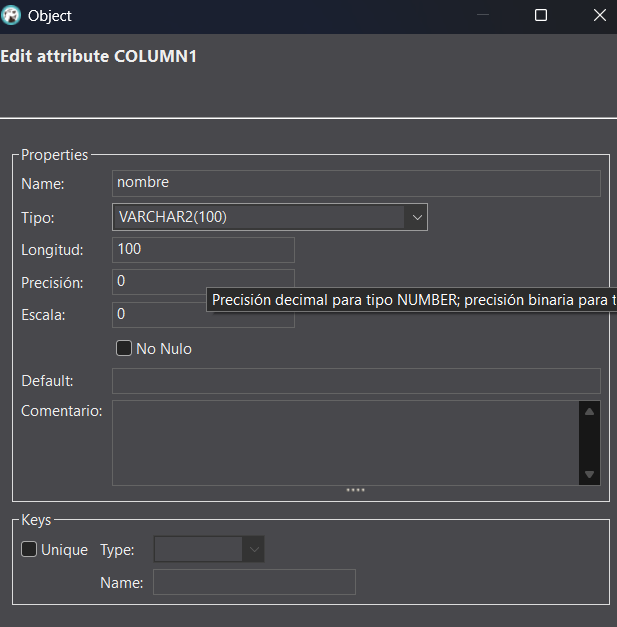 Object
Edit attribute COLUMN1
Properties
Name: nombre
Tipo: VARCHAR2(100)
Longitud: 100
Precisión: 0
Precisión decimal para tipo NUMBER; precisión binaria para t
Escala: 0
No Nulo
Default:
Comentario:
Keys
Unique Type:
Name: